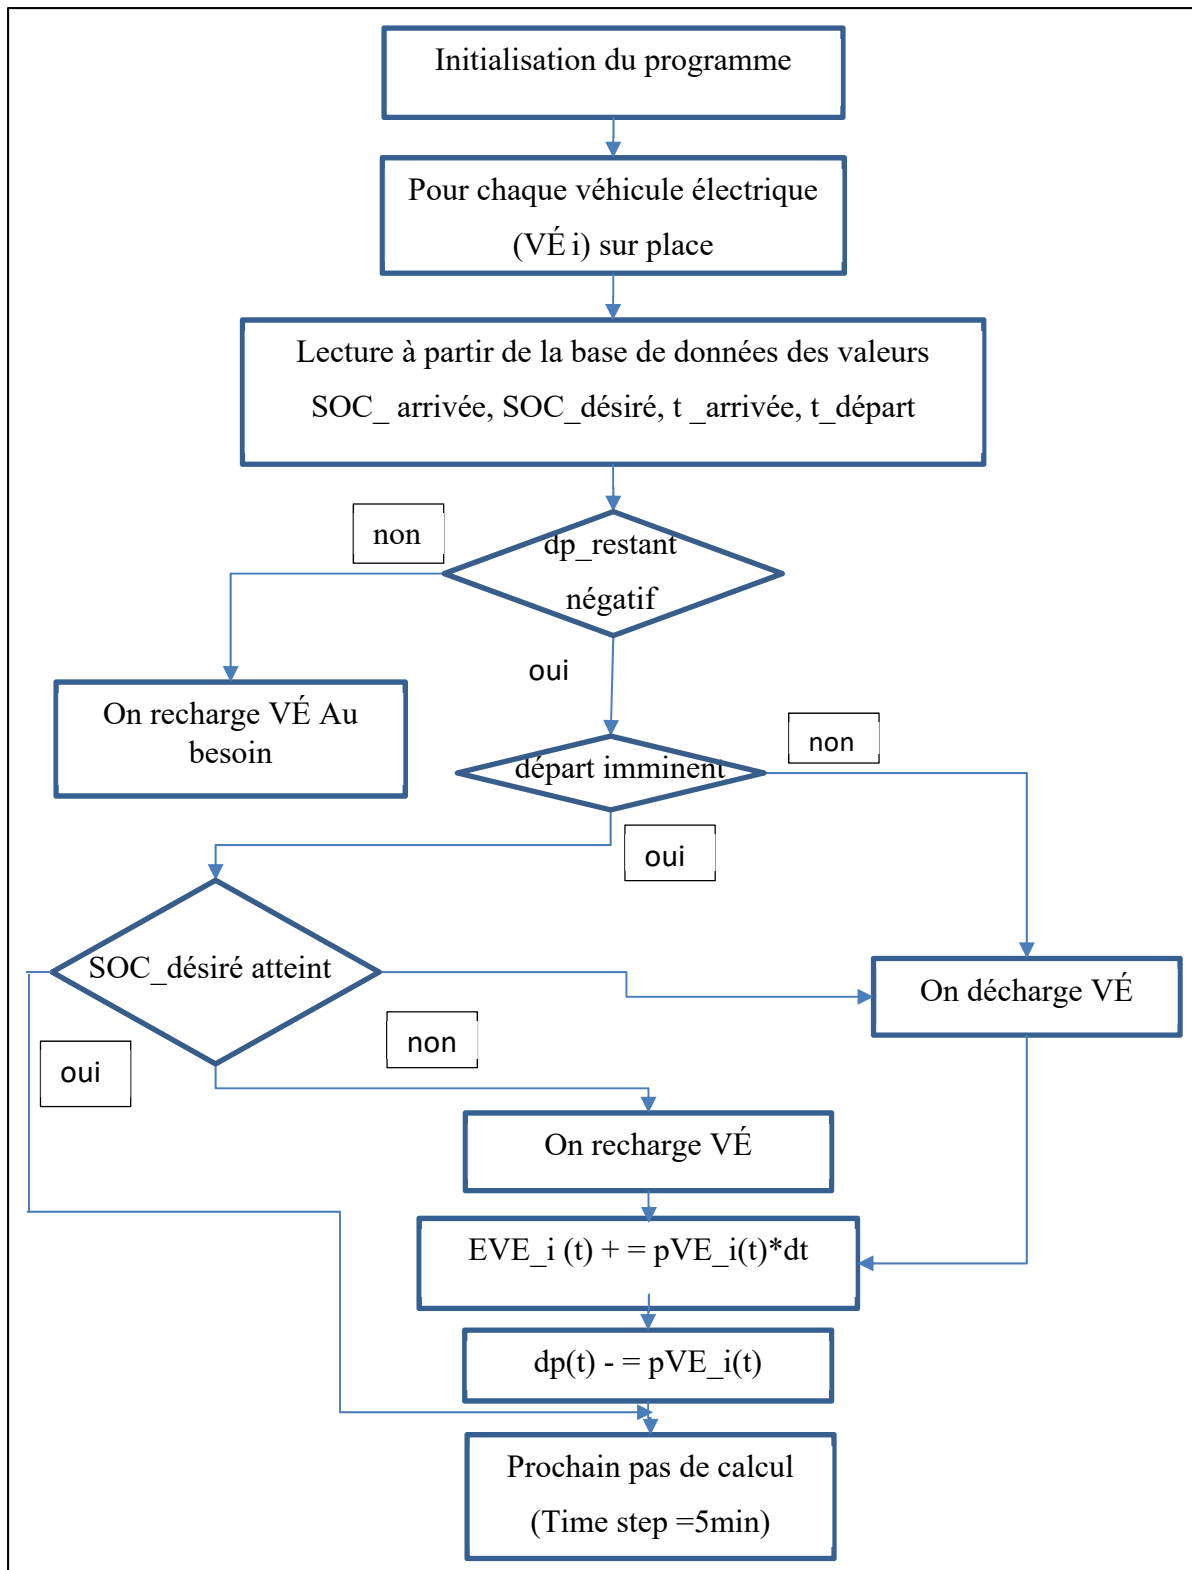 Initialisation du programme
Pour chaque véhicule électrique
(VÉ i) sur place
Lecture à partir de la base de données des valeurs
SOC_ arrivée, SOC_désiré, t _arrivée, t_départ
non
dp_restant
négatif
oui
On recharge VÉ Au
besoin
non
départ imminent
oui
SOC_désiré atteint
On décharge VÉ
non
oui
On recharge VÉ
EVE_i (t) + = pVE_i(t)*dt
dp(t) - = pVE_i(t)
Prochain pas de calcul
(Time step =5min)